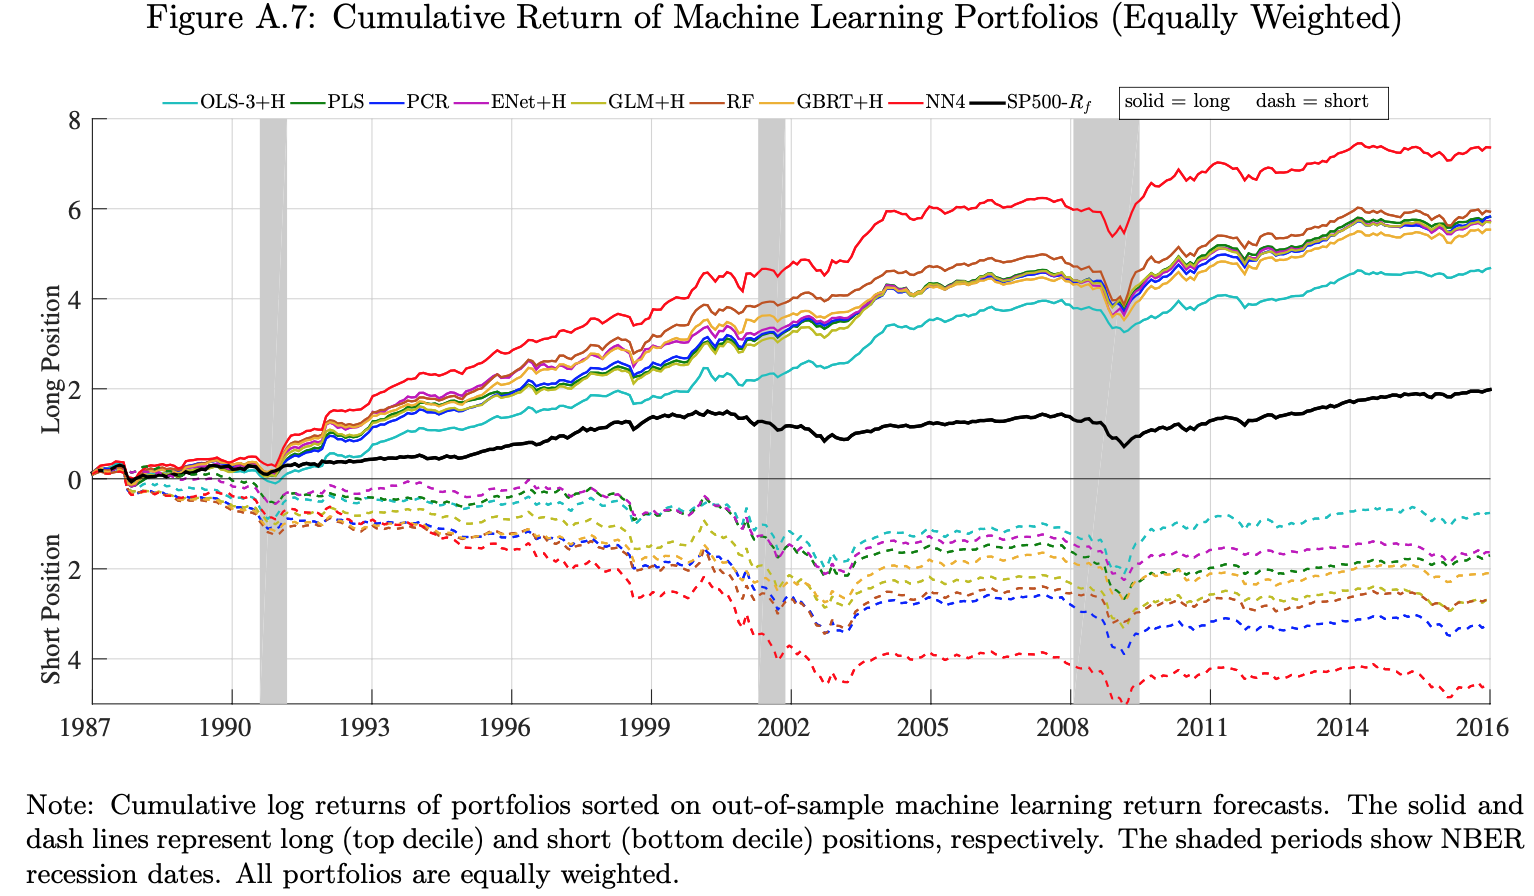 Figure A.7: Cumulative Return of Machine Learning Portfolios (Equally Weighted)
OLS-3+H PLS PCR ENet+H GLM+H RF GBRT+H NN4 SP500-Rf solid = long dash = short
8
6
4
2
0
2
4
Long Position
Short Position
1987 1990 1993 1996 1999 2002 2005 2008 2011 2014 2016
Note: Cumulative log returns of portfolios sorted on out-of-sample machine learning return forecasts. The solid and
dash lines represent long (top decile) and short (bottom decile) positions, respectively. The shaded periods show NBER
recession dates. All portfolios are equally weighted.